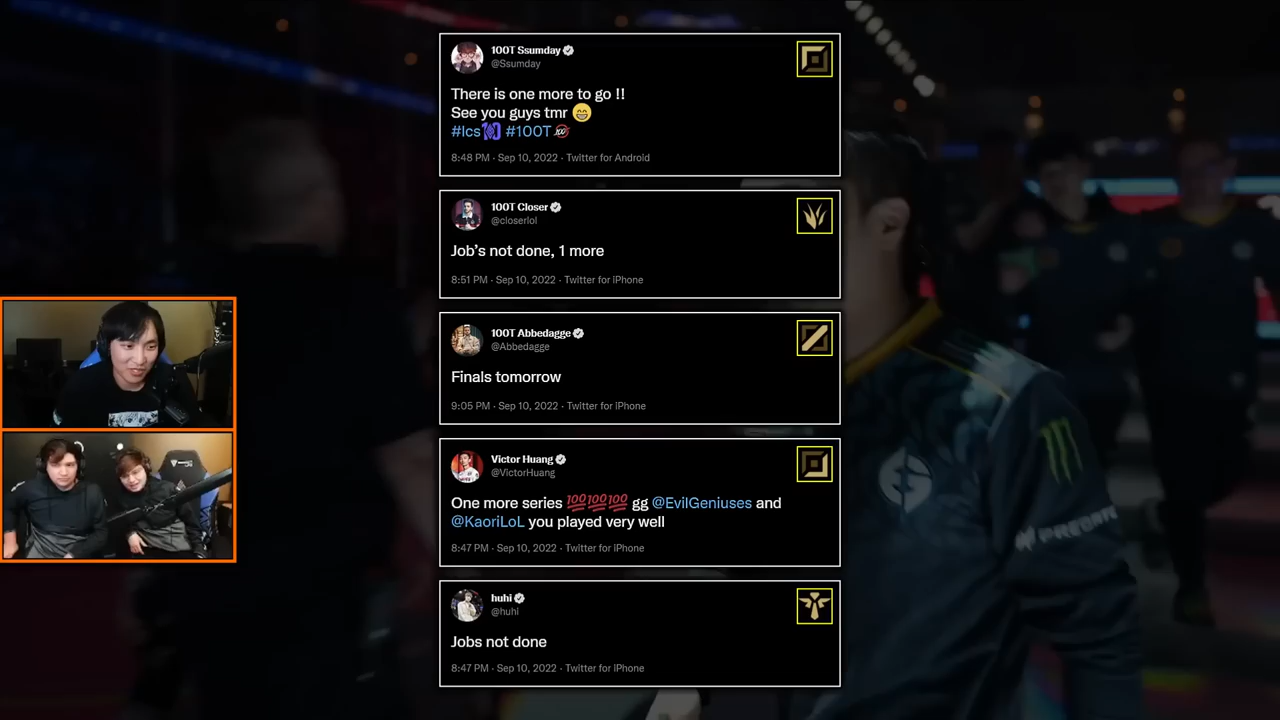 100T Ssumday
@Ssumday
There is one more to go !!
See you guys tmr 😁
#lcs #100T
8:48 PM · Sep 10, 2022 · Twitter for Android
100T Closer
@closerlol
Job's not done, 1 more
8:51 PM · Sep 10, 2022 · Twitter for iPhone
100T Abbedagge
@Abbedagge
Finals tomorrow
9:05 PM · Sep 10, 2022 · Twitter for iPhone
Victor Huang
@VictorHuang
One more series 💯💯💯 gg @EvilGeniuses and
@KaoriLoL you played very well
8:47 PM · Sep 10, 2022 · Twitter for iPhone
huhi
@huhi
Jobs not done
8:47 PM · Sep 10, 2022 · Twitter for iPhone
PREDATOR